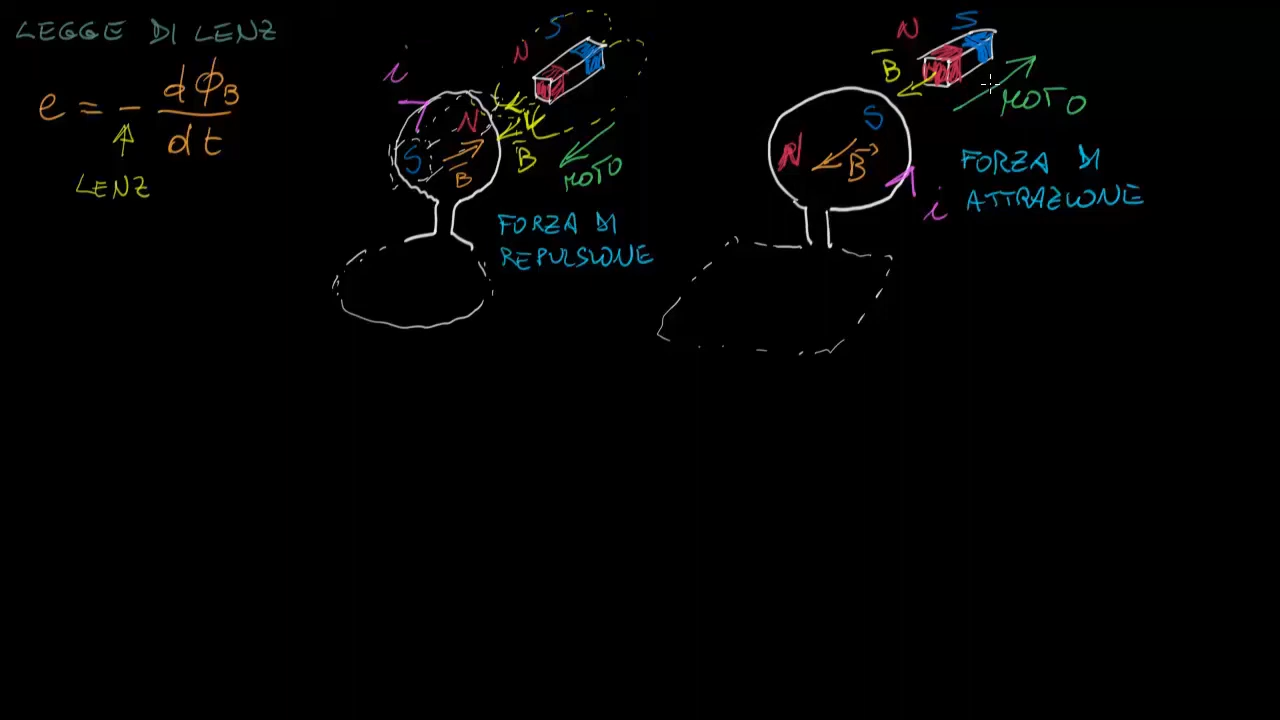 LEGGE DI LENZ
e = - dϕB / dt
LENZ
i
N
S
N
S
B
B
MOTO
FORZA DI
REPULSIONE
N
S
B
MOTO
S
N
B
i
FORZA DI
ATTRAZIONE